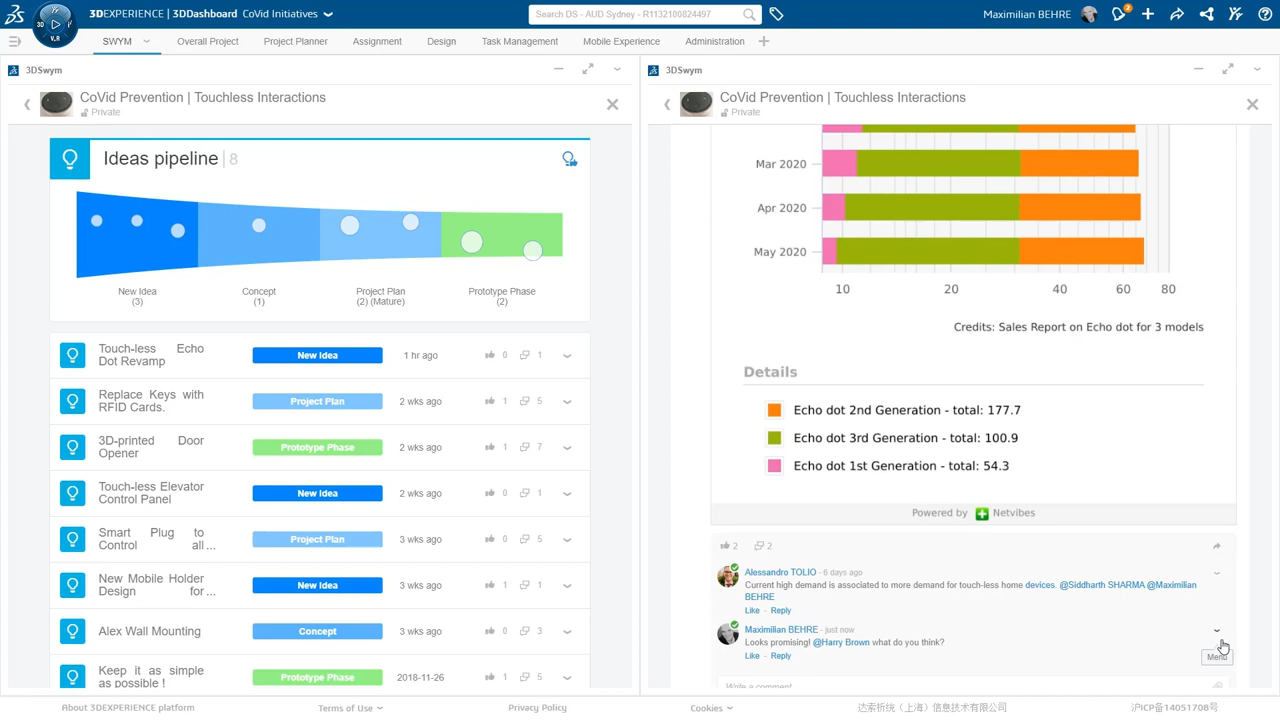 3DEXPERIENCE | 3DDashboard CoVid Initiatives
Search DS - AUD Sydney - R1132100824497
Maximilian BEHRE
2
3D
V.R
SWYM
Overall Project
Project Planner
Assignment
Design
Task Management
Mobile Experience
Administration
3DSwym
CoVid Prevention | Touchless Interactions
Private
Ideas pipeline | 8
New Idea
(3)
Concept
(1)
Project Plan
(2) (Mature)
Prototype Phase
(2)
Touch-less Echo
Dot Revamp
New Idea
1 hr ago
0
1
Replace Keys with
RFID Cards.
Project Plan
2 wks ago
1
5
3D-printed Door
Opener
Prototype Phase
2 wks ago
1
7
Touch-less Elevator
Control Panel
New Idea
2 wks ago
0
1
Smart Plug to
Control all...
Project Plan
3 wks ago
0
5
New Mobile Holder
Design for...
New Idea
3 wks ago
1
1
Alex Wall Mounting
Concept
3 wks ago
0
3
Keep it as simple
as possible !
Prototype Phase
2018-11-26
1
5
3DSwym
CoVid Prevention | Touchless Interactions
Private
Mar 2020
Apr 2020
May 2020
10
20
40
60
80
Credits: Sales Report on Echo dot for 3 models
Details
Echo dot 2nd Generation - total: 177.7
Echo dot 3rd Generation - total: 100.9
Echo dot 1st Generation - total: 54.3
Powered by Netvibes
2
2
Alessandro TOLIO - 6 days ago
Current high demand is associated to more demand for touch-less home devices. @Siddharth SHARMA @Maximilian
BEHRE
Like - Reply
Maximilian BEHRE - just now
Looks promising! @Harry Brown what do you think?
Like - Reply
Menu
Write a comment
About 3DEXPERIENCE platform
Terms of Use
Privacy Policy
Cookies
达索析统（上海）信息技术有限公司
沪ICP备14051708号